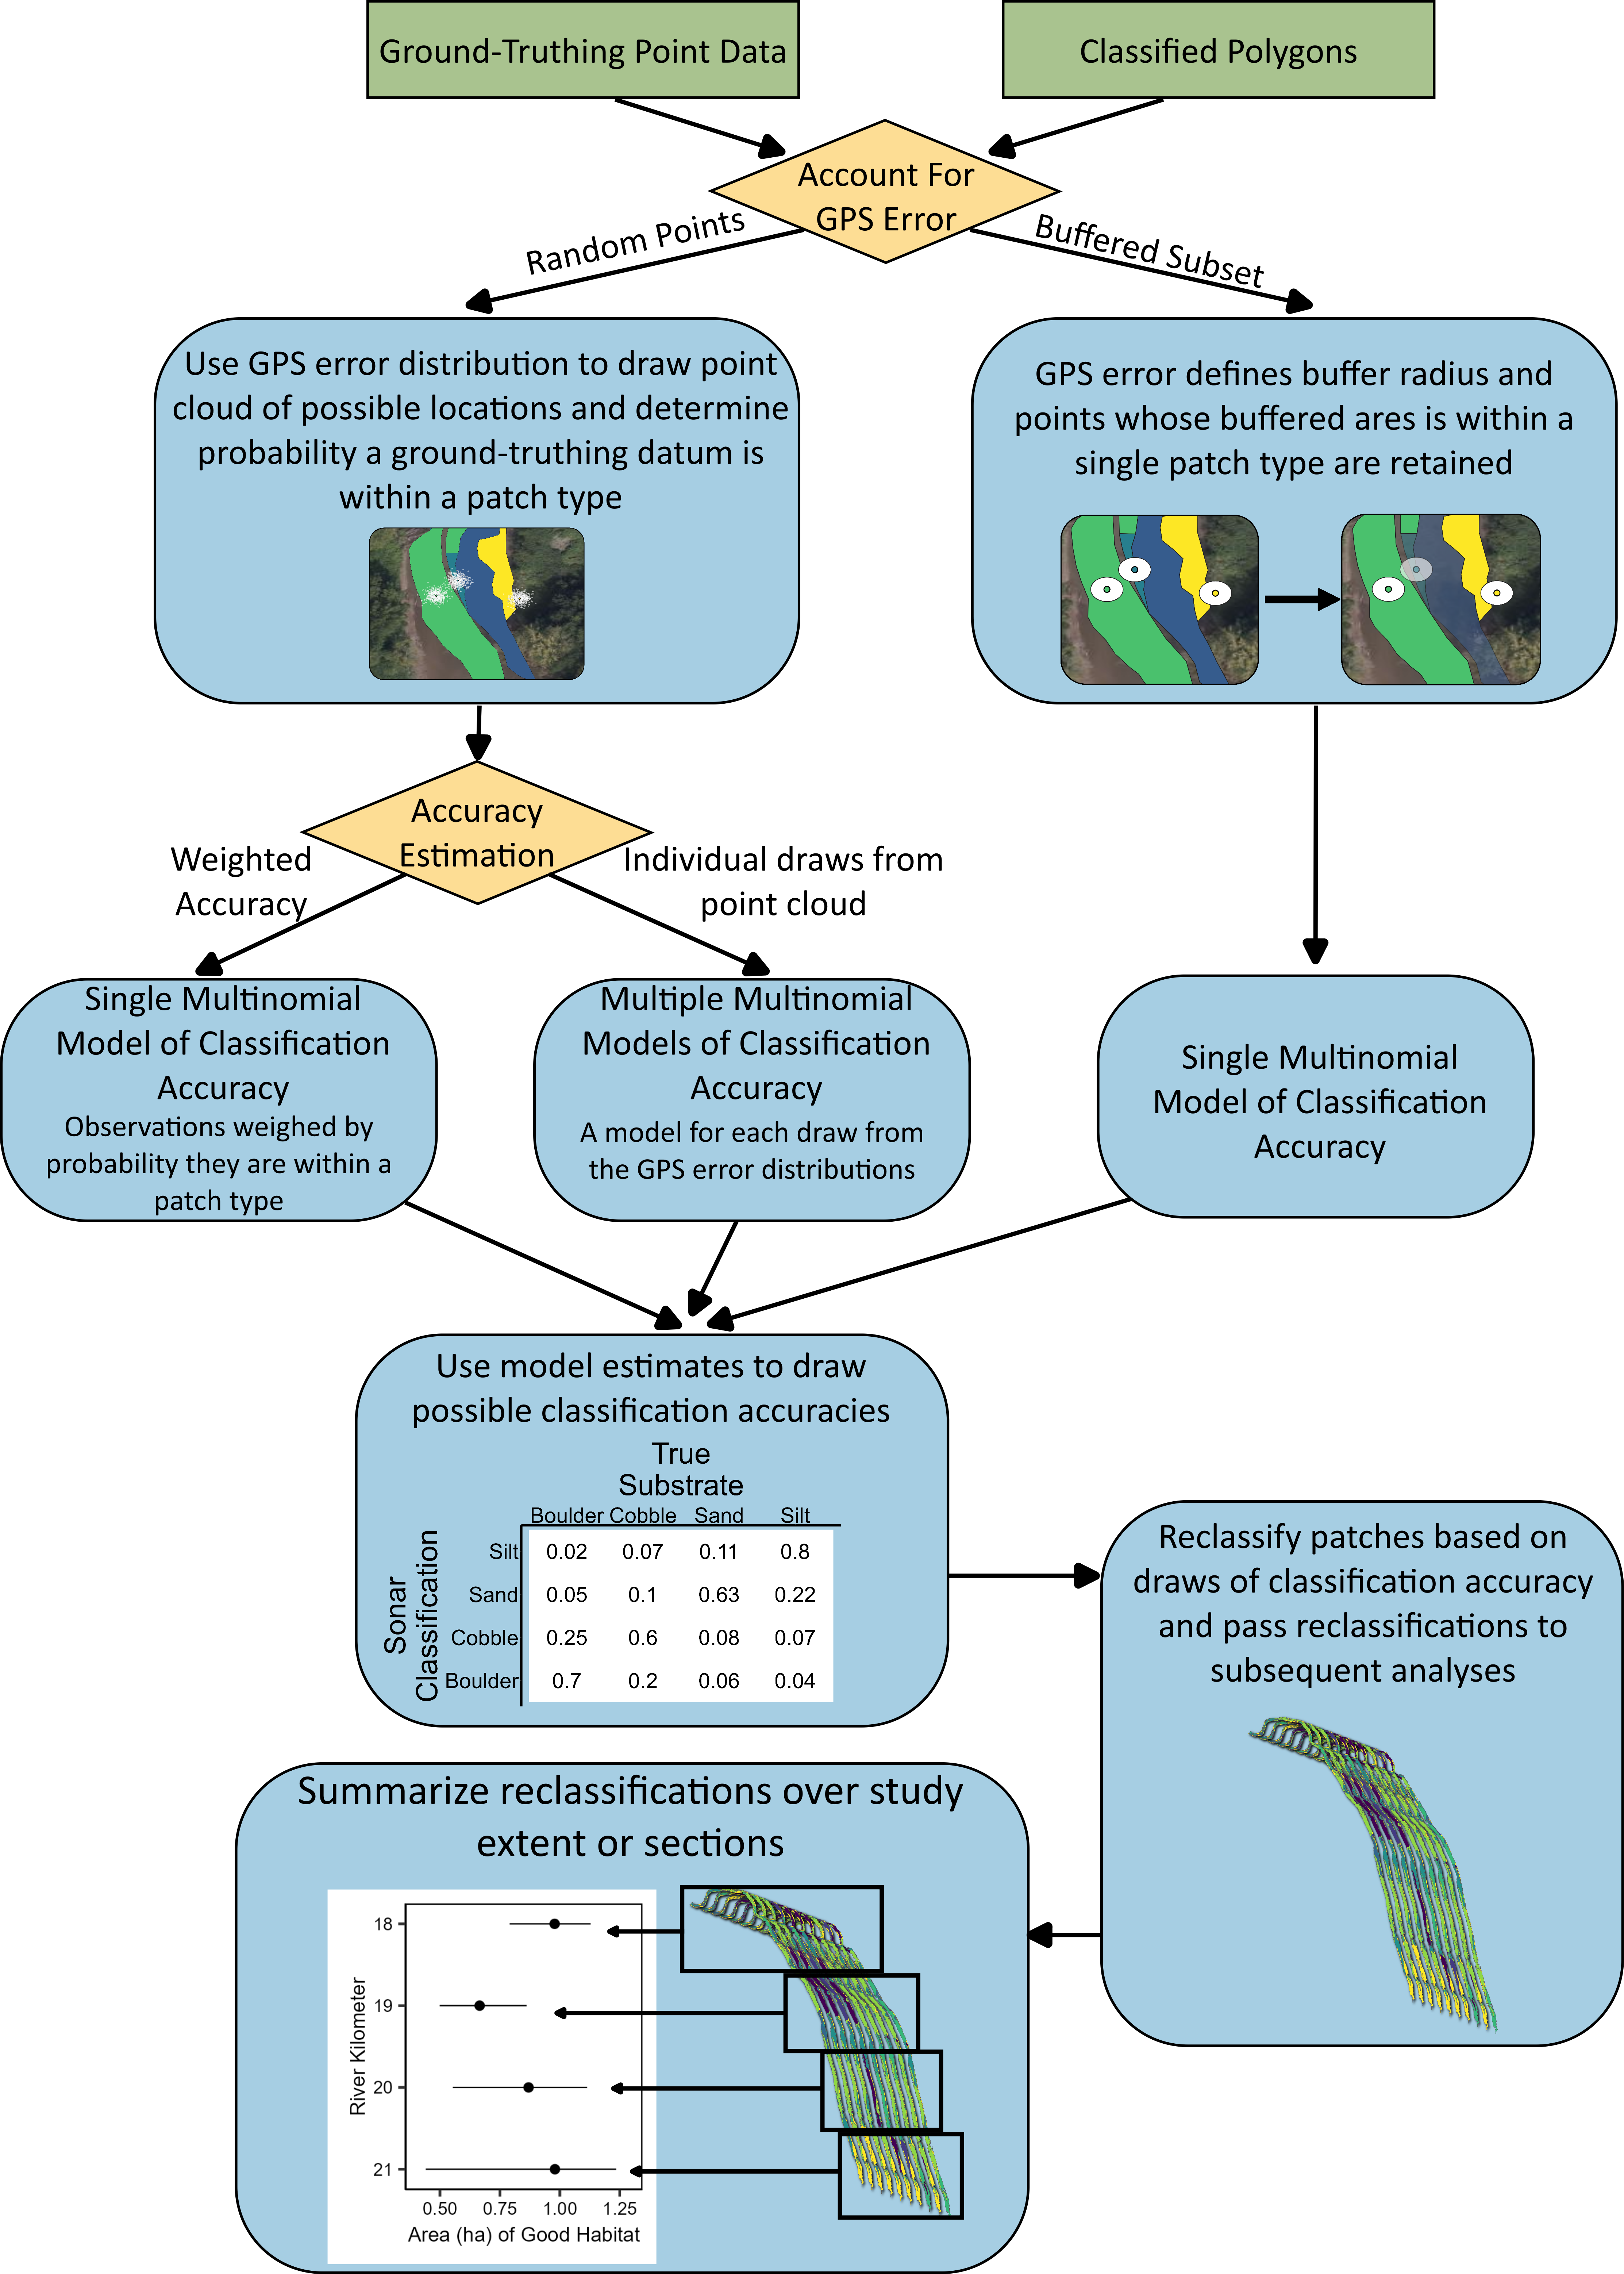 Ground-Truthing Point Data
Classified Polygons
Account For
GPS Error
Random Points
Buffered Subset
Use GPS error distribution to draw point
cloud of possible locations and determine
probability a ground-truthing datum is
within a patch type
GPS error defines buffer radius and
points whose buffered ares is within a
single patch type are retained
Accuracy
Estimation
Weighted
Accuracy
Individual draws from
point cloud
Single Multinomial
Model of Classification
Accuracy
Observations weighed by
probability they are within a
patch type
Multiple Multinomial
Models of Classification
Accuracy
A model for each draw from
the GPS error distributions
Single Multinomial
Model of Classification
Accuracy
Use model estimates to draw
possible classification accuracies
True
Substrate
Boulder Cobble Sand Silt
Sonar
Classification
Silt 0.02 0.07 0.11 0.8
Sand 0.05 0.1 0.63 0.22
Cobble 0.25 0.6 0.08 0.07
Boulder 0.7 0.2 0.06 0.04
Reclassify patches based on
draws of classification accuracy
and pass reclassifications to
subsequent analyses
Summarize reclassifications over study
extent or sections
River Kilometer
18
19
20
21
0.50 0.75 1.00 1.25
Area (ha) of Good Habitat